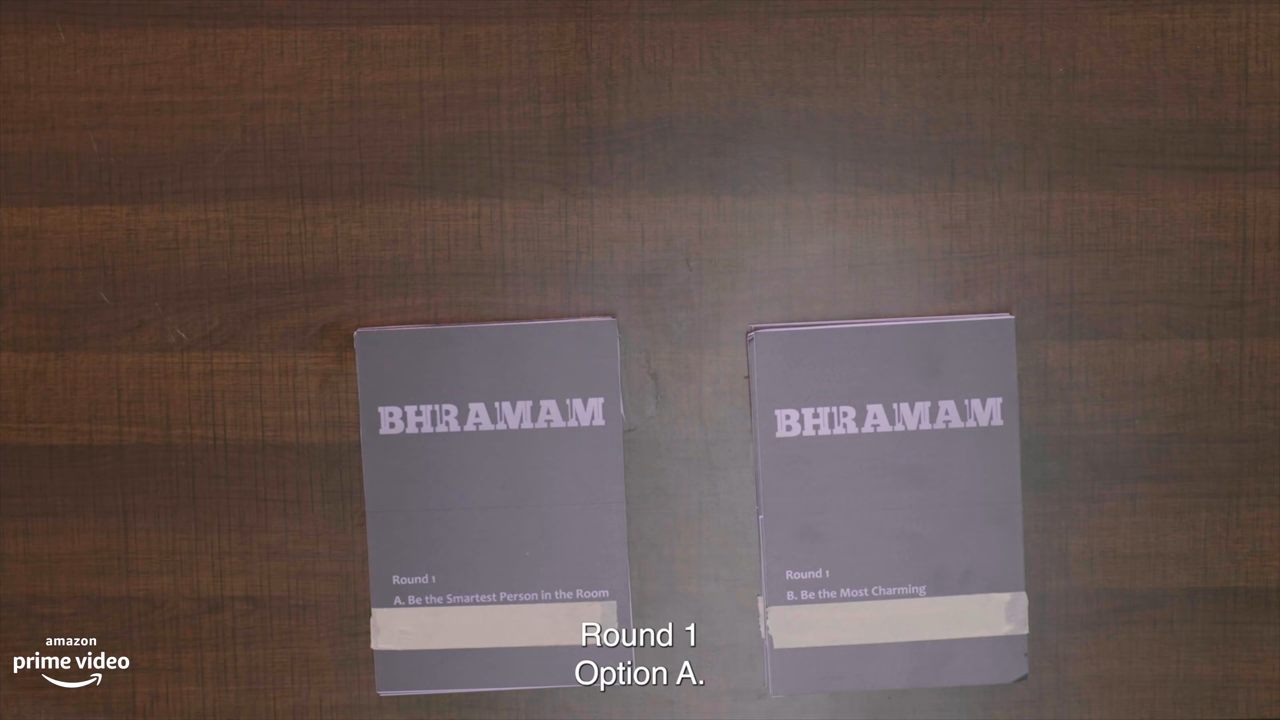 BHRAMAM
Round 1
A. Be the Smartest Person in the Room
BHRAMAM
Round 1
B. Be the Most Charming
Round 1
Option A.
amazon
prime video